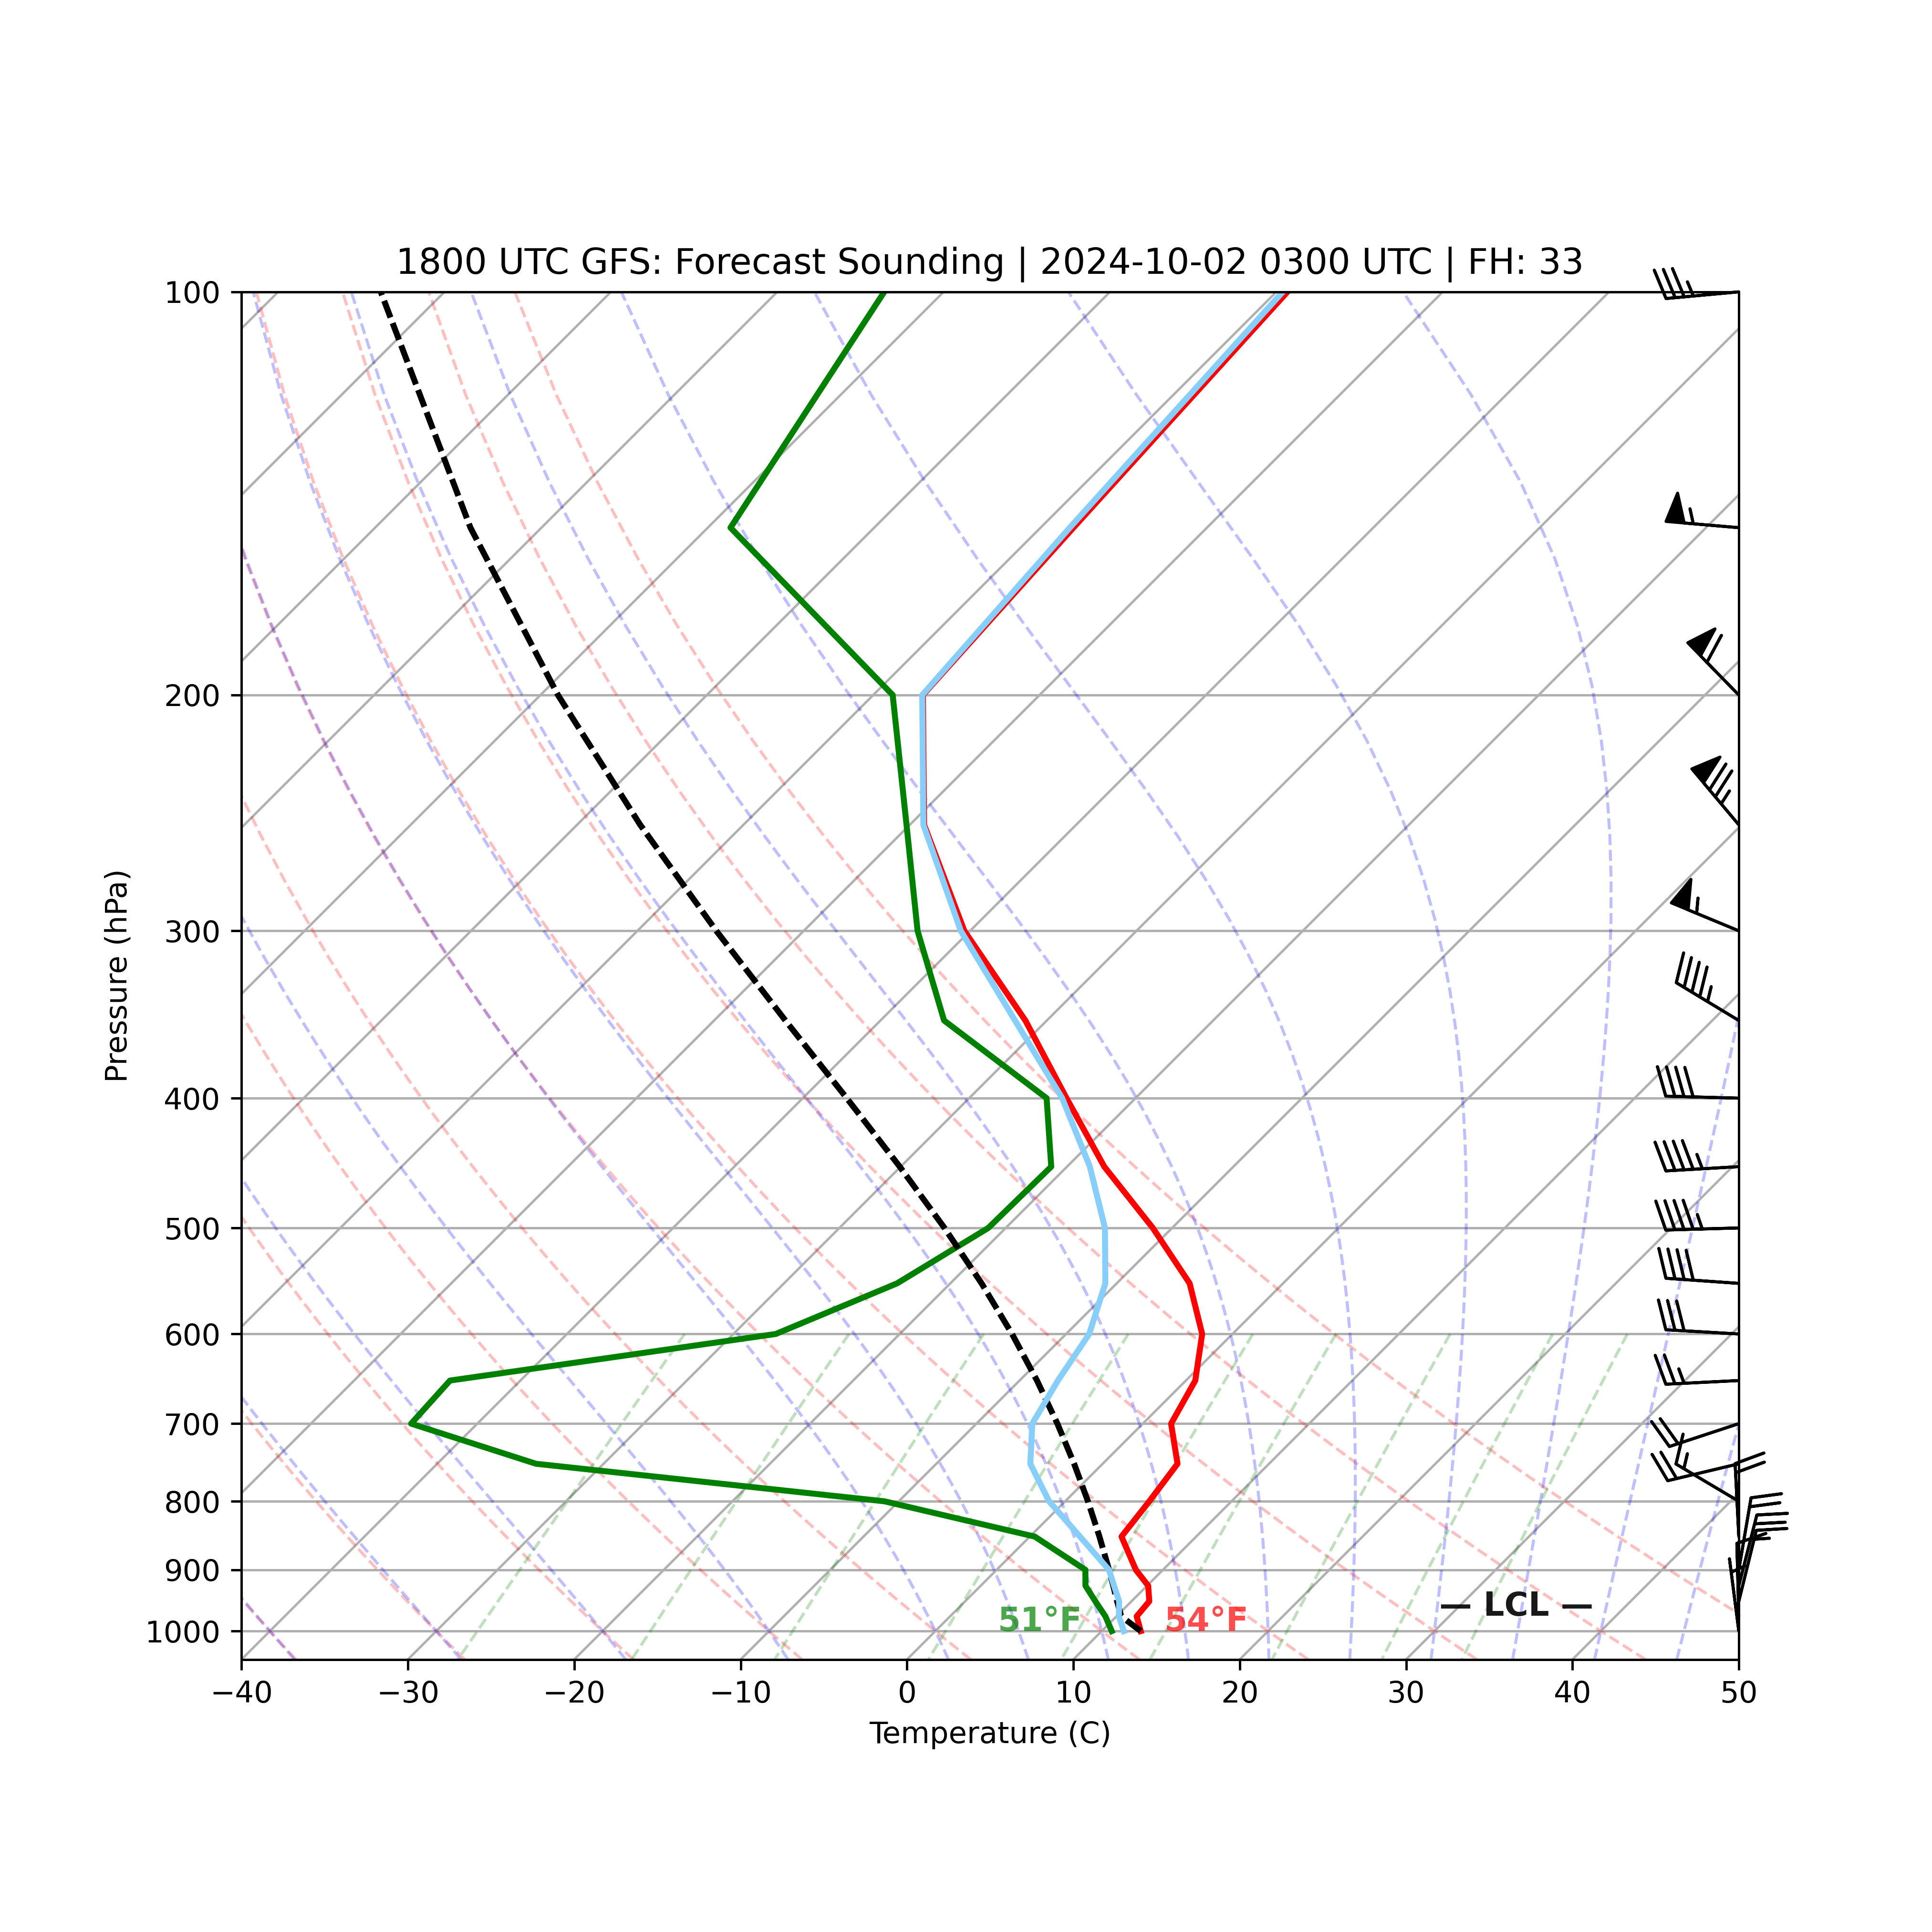 1800 UTC GFS: Forecast Sounding | 2024-10-02 0300 UTC | FH: 33
100
200
300
400
500
600
700
800
900
1000
Pressure (hPa)
51°F
54°F
— LCL —
−40 −30 −20 −10 0 10 20 30 40 50
Temperature (C)